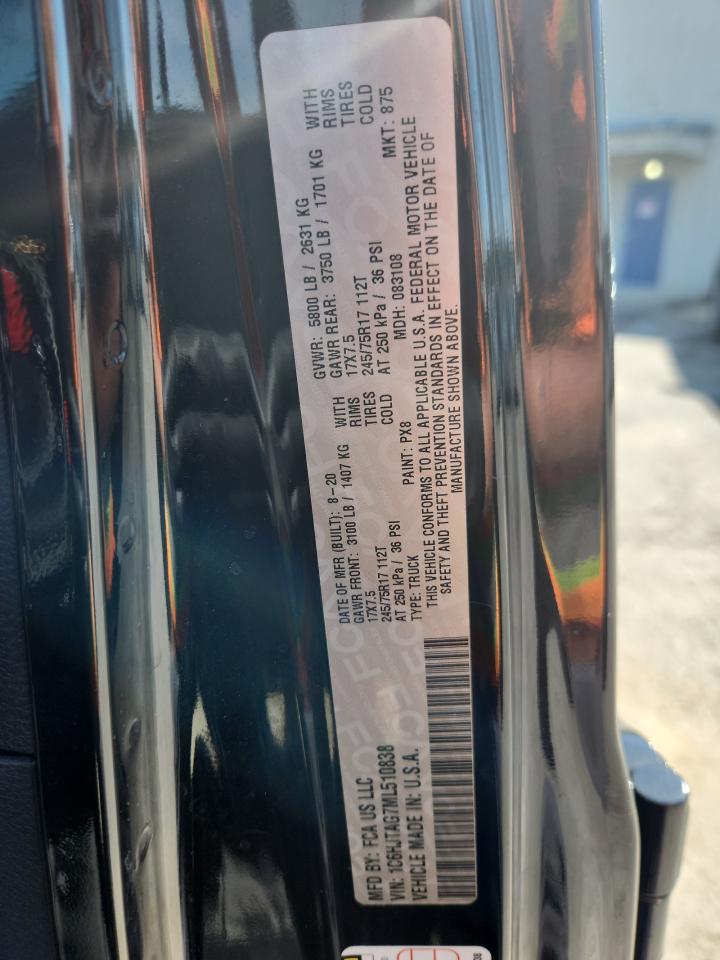 MFD BY: FCA US LLC
DATE OF MFR (BUILT): 8-20
GVWR: 5800 LB / 2631 KG
VIN: 1C6HJTAG7ML510838
GAWR FRONT: 3100 LB / 1407 KG WITH
GAWR REAR: 3750 LB / 1701 KG WITH
VEHICLE MADE IN: U.S.A.
17X7.5 RIMS
17X7.5 RIMS
245/75R17 112T TIRES
245/75R17 112T TIRES
AT 250 kPa / 36 PSI COLD
AT 250 kPa / 36 PSI COLD
TYPE: TRUCK PAINT: PX8 MDH: 083108 MKT: 875
THIS VEHICLE CONFORMS TO ALL APPLICABLE U.S.A. FEDERAL MOTOR VEHICLE
SAFETY AND THEFT PREVENTION STANDARDS IN EFFECT ON THE DATE OF
MANUFACTURE SHOWN ABOVE.